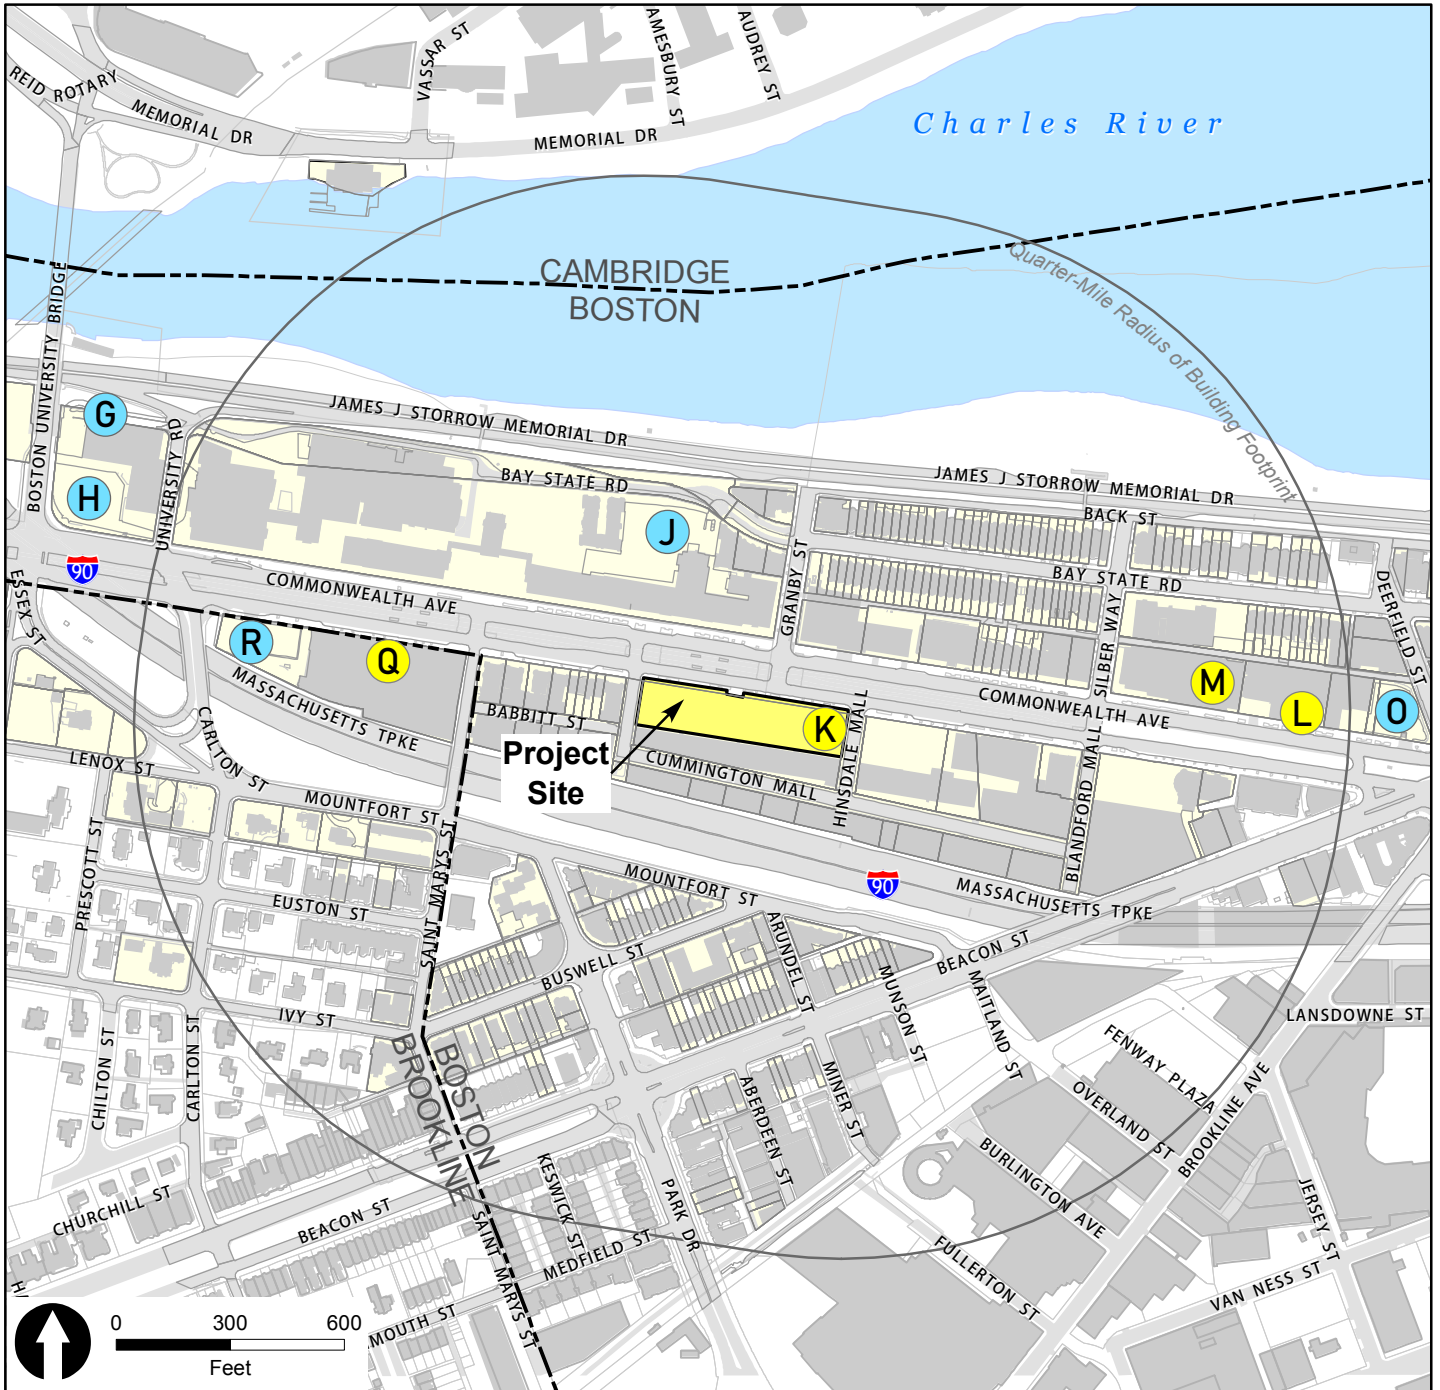 VASSAR ST
AMESBURY ST
AUDREY ST
REID ROTARY
MEMORIAL DR
MEMORIAL DR
Charles River
CAMBRIDGE
BOSTON
Quarter-Mile Radius of Building Footprint
BOSTON UNIVERSITY BRIDGE
G
H
UNIVERSITY RD
JAMES J STORROW MEMORIAL DR
BAY STATE RD
J
JAMES J STORROW MEMORIAL DR
BACK ST
BAY STATE RD
GRANBY ST
SILBER WAY
DEERFIELD ST
90
ESSEX ST
COMMONWEALTH AVE
R
Q
MASSACHUSETTS TPKE
BABBITT ST
Project
Site
K
COMMONWEALTH AVE
M
L
O
CUMMINGTON MALL
HINSDALE MALL
BLANDFORD MALL
LENOX ST
CARLTON ST
MOUNTFORT ST
SAINT MARYS ST
PRESCOTT ST
EUSTON ST
MOUNTFORT ST
90
MASSACHUSETTS TPKE
BUSWELL ST
ARUNDEL ST
MUNSON ST
BEACON ST
MAITLAND ST
IVY ST
CHILTON ST
CARLTON ST
BOSTON
BROOKLINE
ABERDEEN ST
MINER ST
FENWAY PLAZA
OVERLAND ST
BROOKLINE AVE
LANSDOWNE ST
BURLINGTON AVE
JERSEY ST
CHURCHILL ST
BEACON ST
SAINT MARYS ST
KESWICK ST
MEDFIELD ST
PARK DR
FULLERTON ST
VAN NESS ST
MOUTH ST
0 300 600
Feet